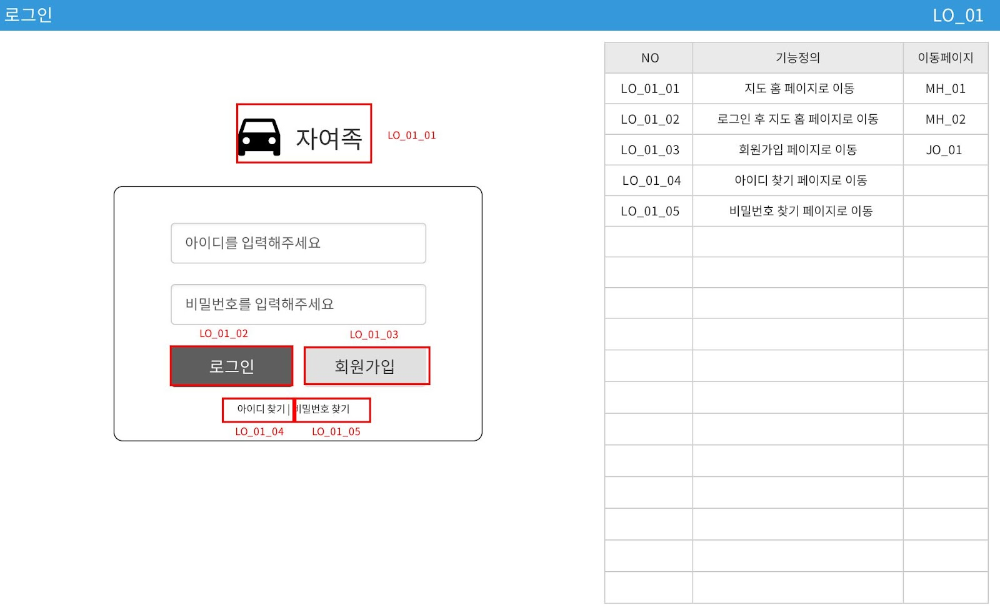 로그인
LO_01
자여족
LO_01_01
아이디를 입력해주세요
비밀번호를 입력해주세요
LO_01_02
LO_01_03
로그인
회원가입
아이디 찾기 | 비밀번호 찾기
LO_01_04
LO_01_05
NO 기능정의 이동페이지
LO_01_01 지도 홈 페이지로 이동 MH_01
LO_01_02 로그인 후 지도 홈 페이지로 이동 MH_02
LO_01_03 회원가입 페이지로 이동 JO_01
LO_01_04 아이디 찾기 페이지로 이동
LO_01_05 비밀번호 찾기 페이지로 이동